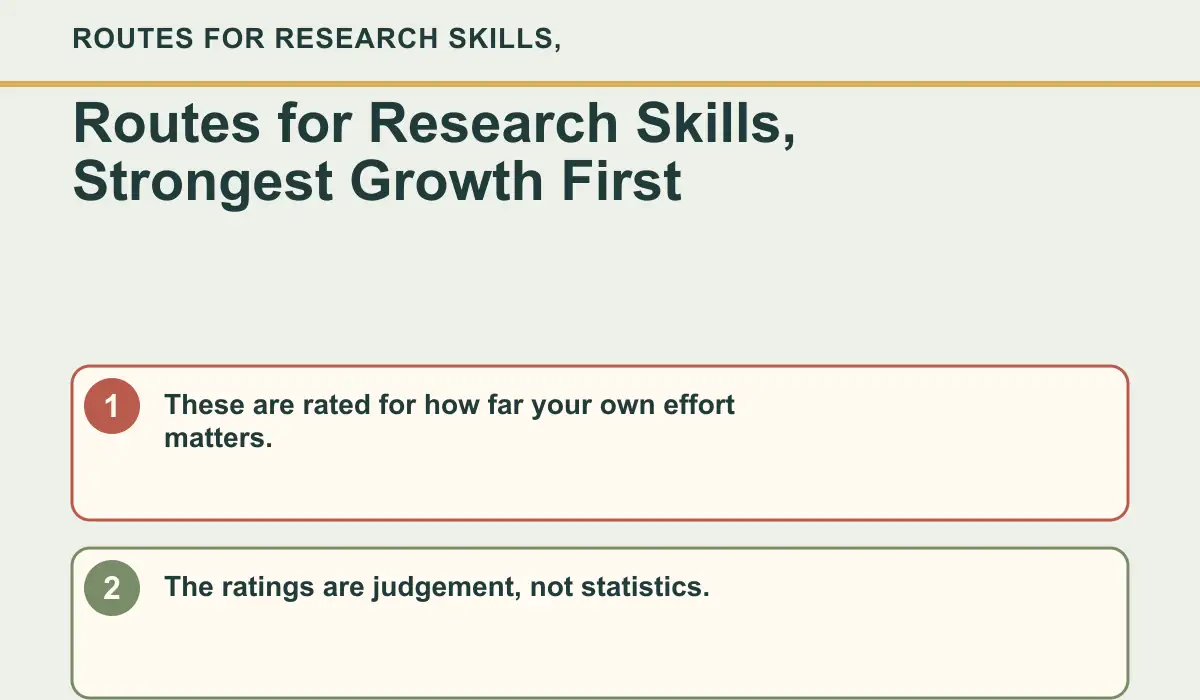 ROUTES FOR RESEARCH SKILLS,
Routes for Research Skills,
Strongest Growth First
1
These are rated for how far your own effort
matters.
2
The ratings are judgement, not statistics.